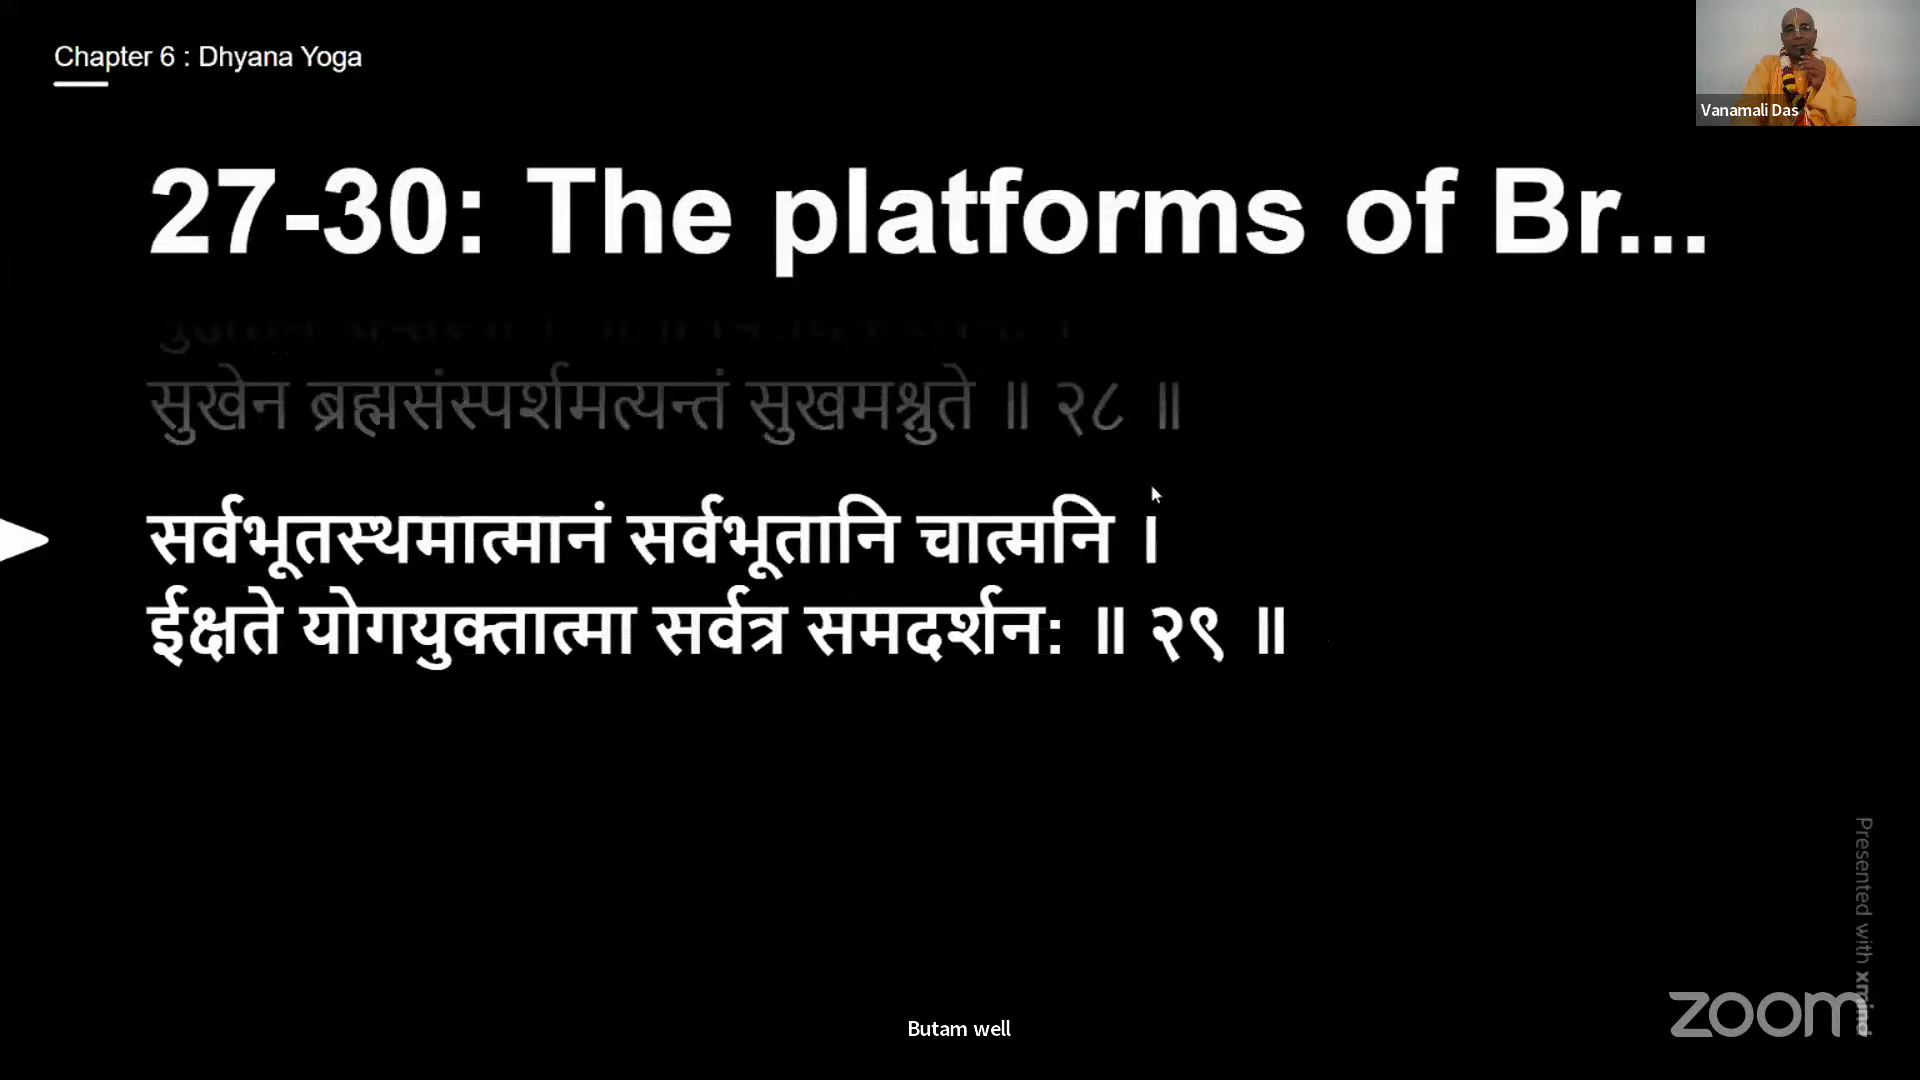 Chapter 6 : Dhyana Yoga
Vanamali Das
27-30: The platforms of Br...
सुखेन ब्रह्मसंस्पर्शमत्यन्तं सुखमश्नुते ॥ २८ ॥
सर्वभूतस्थमात्मानं सर्वभूतानि चात्मनि ।
ईक्षते योगयुक्तात्मा सर्वत्र समदर्शन: ॥ २९ ॥
Presented with xmind
zoom
Butam well